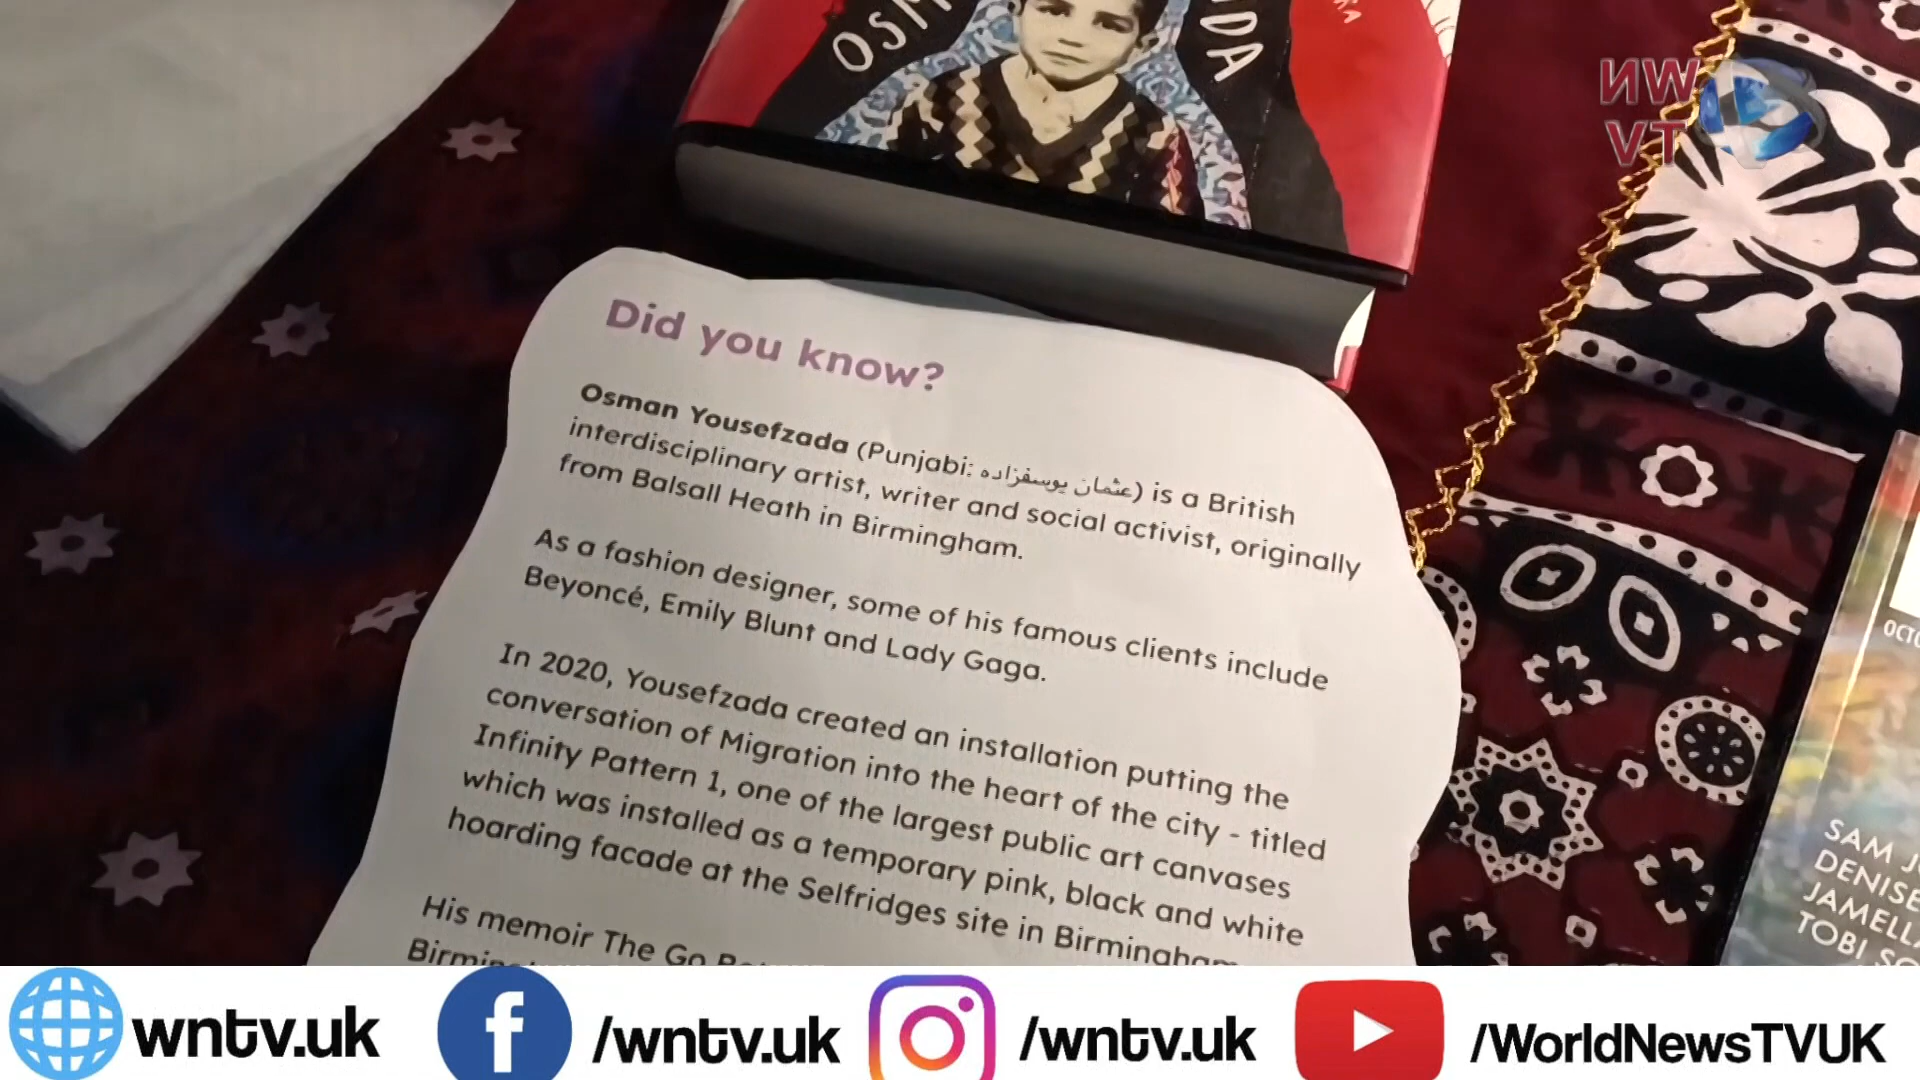 OSM
NDA
Did you know?
Osman Yousefzada (Punjabi: عثمان یوسفزاده) is a British
interdisciplinary artist, writer and social activist, originally
from Balsall Heath in Birmingham.
As a fashion designer, some of his famous clients include
Beyoncé, Emily Blunt and Lady Gaga.
In 2020, Yousefzada created an installation putting the
conversation of Migration into the heart of the city - titled
Infinity Pattern 1, one of the largest public art canvases
which was installed as a temporary pink, black and white
hoarding facade at the Selfridges site in Birmingham
His memoir The Go
OCTO
SAM J
DENISE
JAMELLA
TOBI
wntv.uk
/wntv.uk
/wntv.uk
/WorldNewsTVUK